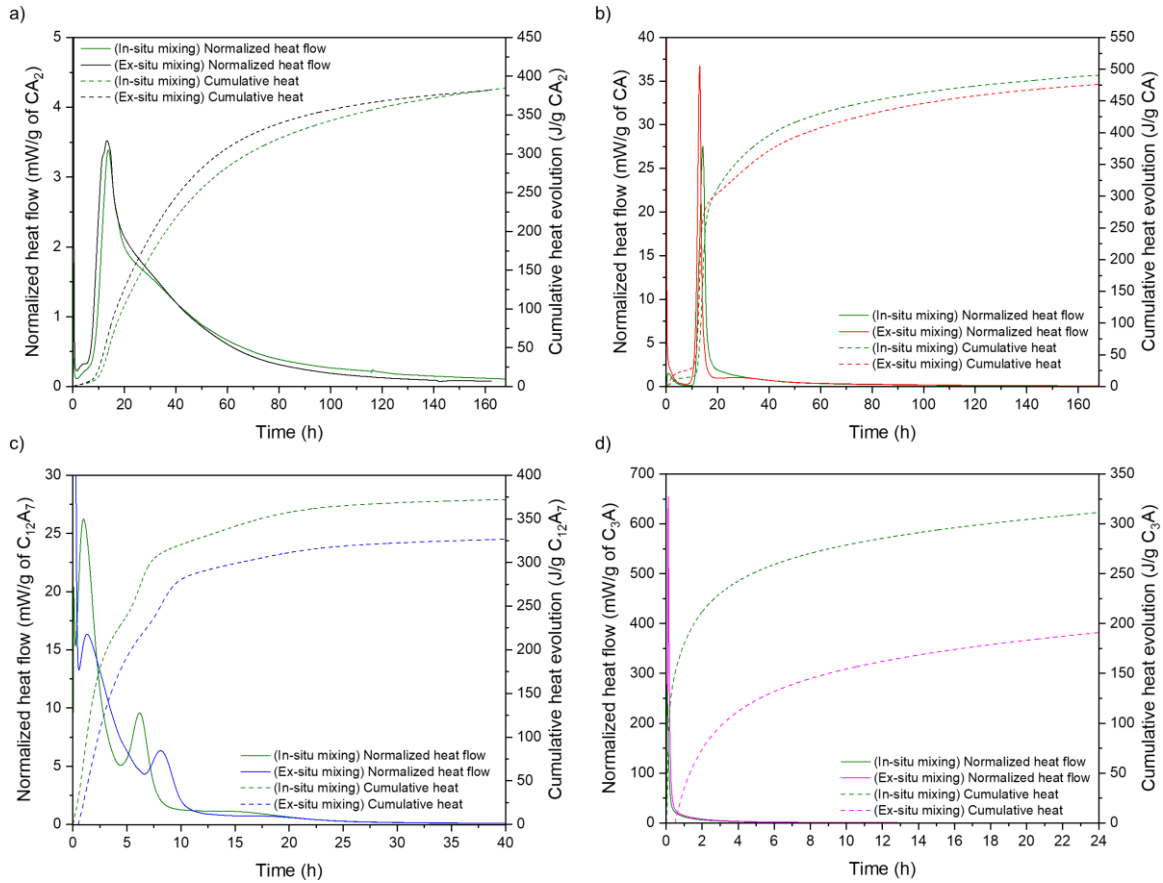 a)
5
4
3
2
1
0
Normalized heat flow (mW/g of CA₂)
(In-situ mixing) Normalized heat flow
(Ex-situ mixing) Normalized heat flow
(In-situ mixing) Cumulative heat
(Ex-situ mixing) Cumulative heat
450
400
350
300
250
200
150
100
50
0
Cumulative heat evolution (J/g CA₂)
0 20 40 60 80 100 120 140 160
Time (h)
b)
40
35
30
25
20
15
10
5
0
Normalized heat flow (mW/g of CA)
(In-situ mixing) Normalized heat flow
(Ex-situ mixing) Normalized heat flow
(In-situ mixing) Cumulative heat
(Ex-situ mixing) Cumulative heat
550
500
450
400
350
300
250
200
150
100
50
0
Cumulative heat evolution (J/g CA)
0 20 40 60 80 100 120 140 160
Time (h)
c)
30
25
20
15
10
5
0
Normalized heat flow (mW/g of C₁₂A₇)
(In-situ mixing) Normalized heat flow
(Ex-situ mixing) Normalized heat flow
(In-situ mixing) Cumulative heat
(Ex-situ mixing) Cumulative heat
400
350
300
250
200
150
100
50
0
Cumulative heat evolution (J/g C₁₂A₇)
0 5 10 15 20 25 30 35 40
Time (h)
d)
700
650
600
550
500
450
400
350
300
250
200
150
100
50
0
Normalized heat flow (mW/g of C₃A)
(In-situ mixing) Normalized heat flow
(Ex-situ mixing) Normalized heat flow
(In-situ mixing) Cumulative heat
(Ex-situ mixing) Cumulative heat
350
300
250
200
150
100
50
0
Cumulative heat evolution (J/g C₃A)
0 2 4 6 8 10 12 14 16 18 20 22 24
Time (h)